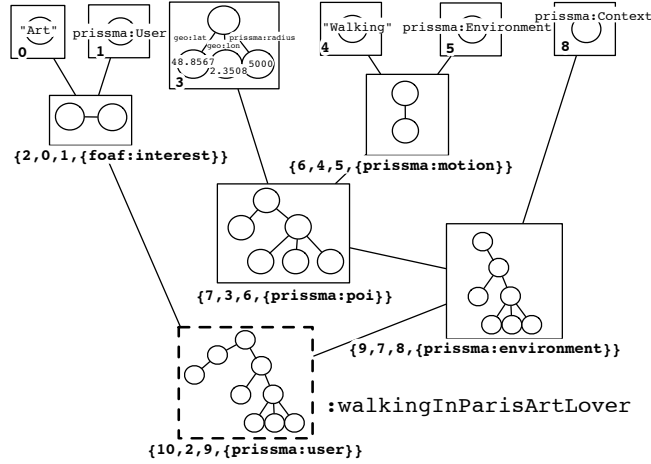 "Art"
0
prissma:User
1
geo:lat
prissma:radius
geo:lon
48.8567
2.3508
5000
3
"Walking"
4
prissma:Environment
5
prissma:Context
8
{2,0,1,{foaf:interest}}
{6,4,5,{prissma:motion}}
{7,3,6,{prissma:poi}}
{9,7,8,{prissma:environment}}
:walkingInParisArtLover
{10,2,9,{prissma:user}}